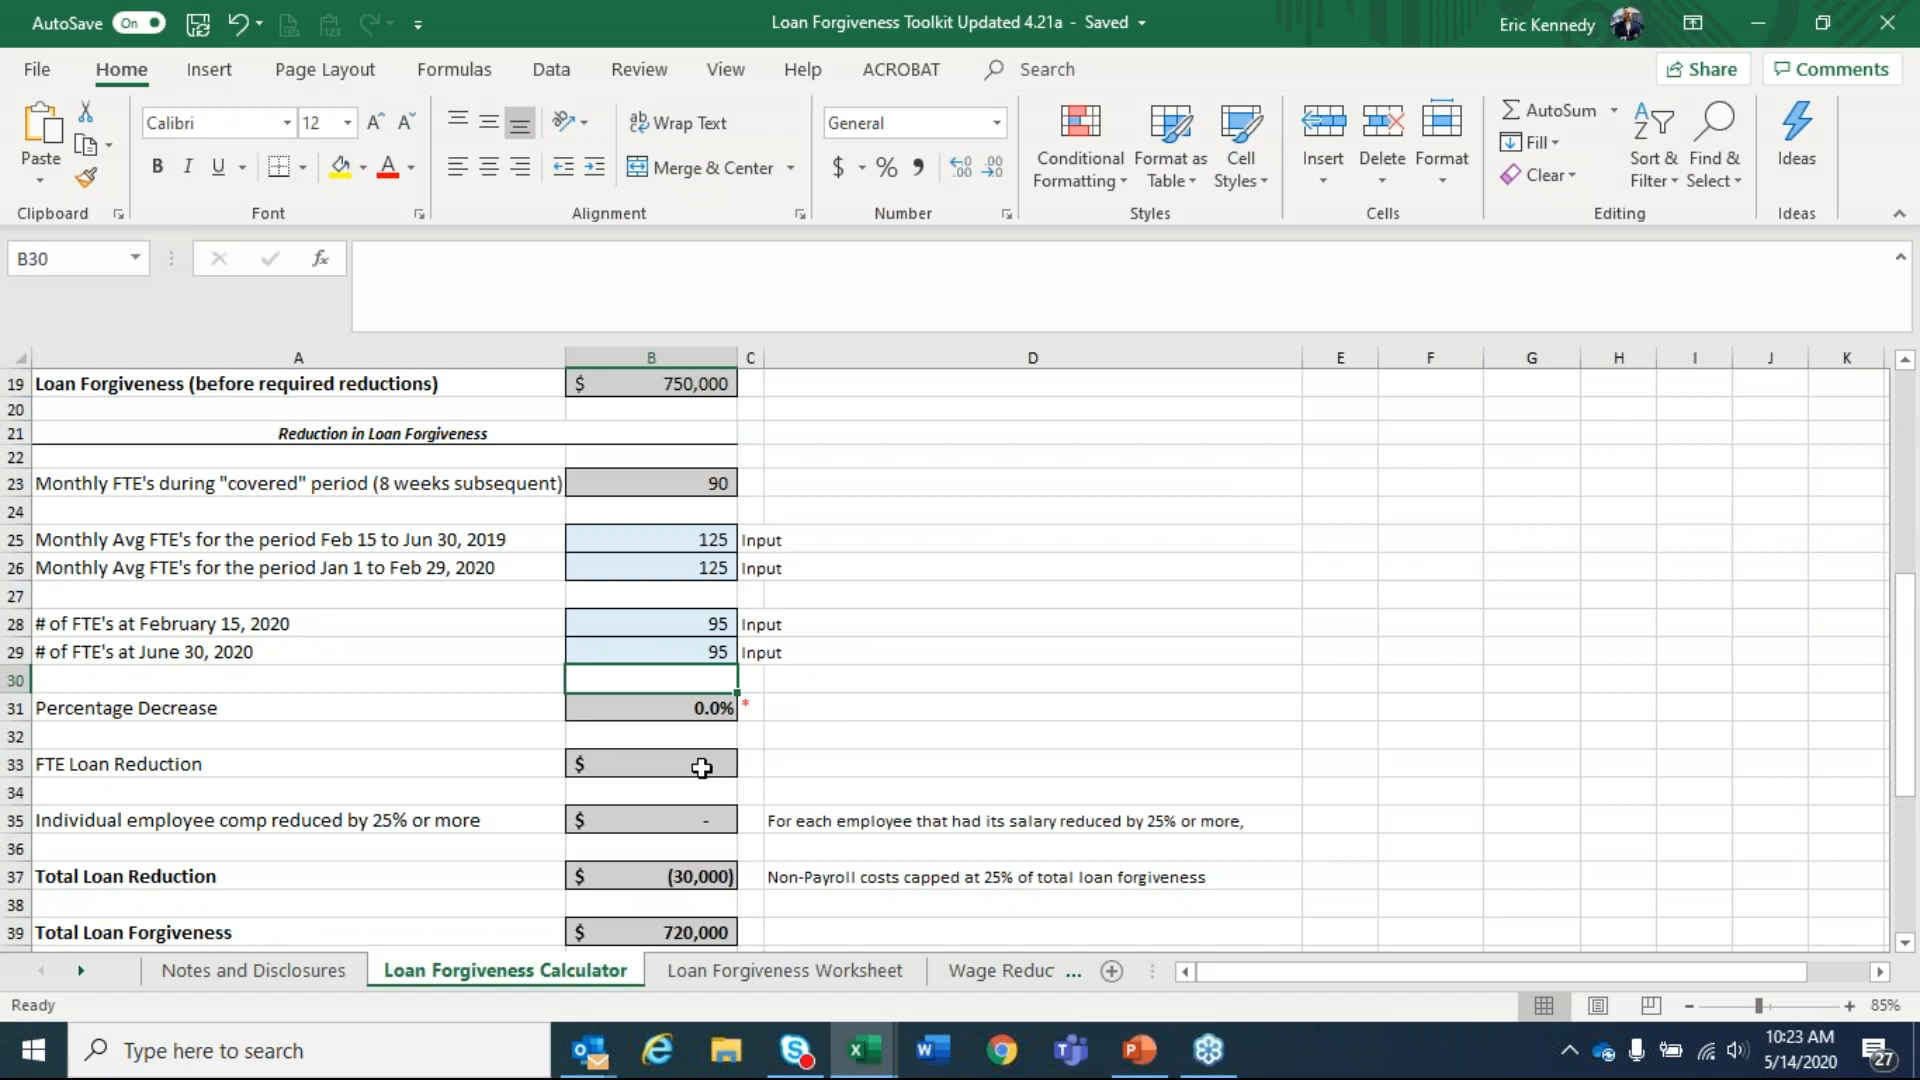 AutoSave On Loan Forgiveness Toolkit Updated 4.21a - Saved Eric Kennedy
File Home Insert Page Layout Formulas Data Review View Help ACROBAT Search Share Comments
Paste Calibri 12 Wrap Text General Conditional Formatting Format as Table Cell Styles Insert Delete Format AutoSum Sort & Filter Find & Select Ideas
B I U Merge & Center $ % , Fill
Clear
Clipboard Font Alignment Number Styles Cells Editing Ideas
B30 fx
A B C D E F G H I J K
19 Loan Forgiveness (before required reductions) $ 750,000
20
21 Reduction in Loan Forgiveness
22
23 Monthly FTE's during "covered" period (8 weeks subsequent) 90
24
25 Monthly Avg FTE's for the period Feb 15 to Jun 30, 2019 125 Input
26 Monthly Avg FTE's for the period Jan 1 to Feb 29, 2020 125 Input
27
28 # of FTE's at February 15, 2020 95 Input
29 # of FTE's at June 30, 2020 95 Input
30
31 Percentage Decrease 0.0% *
32
33 FTE Loan Reduction $
34
35 Individual employee comp reduced by 25% or more $ - For each employee that had its salary reduced by 25% or more,
36
37 Total Loan Reduction $ (30,000) Non-Payroll costs capped at 25% of total loan forgiveness
38
39 Total Loan Forgiveness $ 720,000
Notes and Disclosures Loan Forgiveness Calculator Loan Forgiveness Worksheet Wage Reduc ...
Ready 85%
Type here to search 10:23 AM
5/14/2020 27